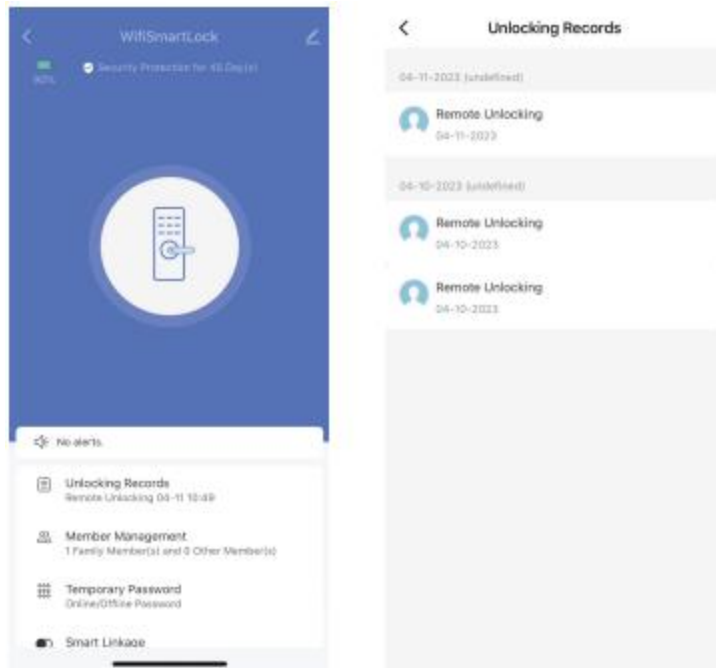 WifiSmartLock
Security Protection for 48 Day(s)
90%
No alerts.
Unlocking Records
Remote Unlocking 04-11 10:49
Member Management
1 Family Member(s) and 0 Other Member(s)
Temporary Password
Online/Offline Password
Smart Linkage
Unlocking Records
04-11-2023 (undefined)
Remote Unlocking
04-11-2023
04-10-2023 (undefined)
Remote Unlocking
04-10-2023
Remote Unlocking
04-10-2023